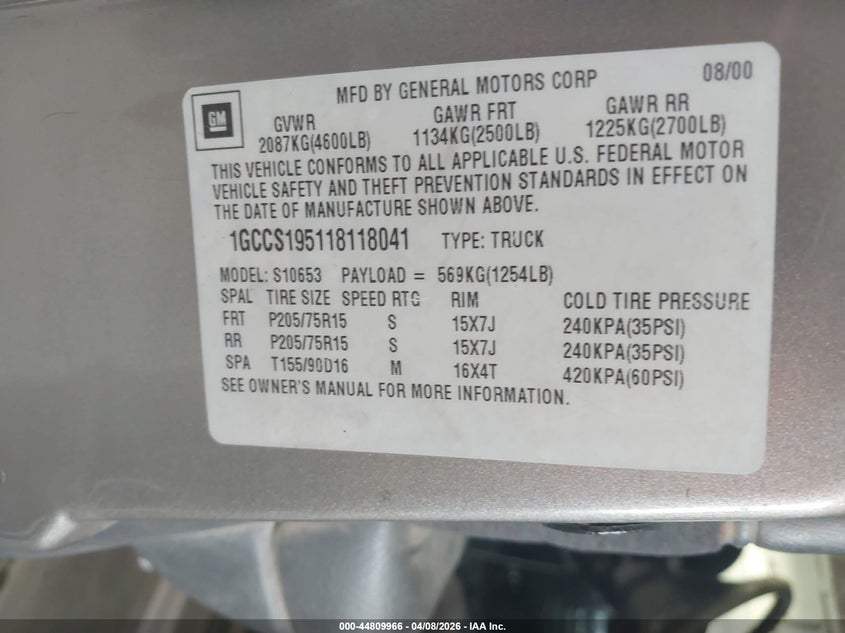 MFD BY GENERAL MOTORS CORP 08/00
GM
GVWR GAWR FRT GAWR RR
2087KG(4600LB) 1134KG(2500LB) 1225KG(2700LB)
THIS VEHICLE CONFORMS TO ALL APPLICABLE U.S. FEDERAL MOTOR
VEHICLE SAFETY AND THEFT PREVENTION STANDARDS IN EFFECT ON
THE DATE OF MANUFACTURE SHOWN ABOVE.
1GCCS195118118041 TYPE: TRUCK
MODEL: S10653 PAYLOAD = 569KG(1254LB)
SPAL TIRE SIZE SPEED RTG RIM COLD TIRE PRESSURE
FRT P205/75R15 S 15X7J 240KPA(35PSI)
RR P205/75R15 S 15X7J 240KPA(35PSI)
SPA T155/90D16 M 16X4T 420KPA(60PSI)
SEE OWNER'S MANUAL FOR MORE INFORMATION.
000-44809966 - 04/08/2026 - IAA Inc.